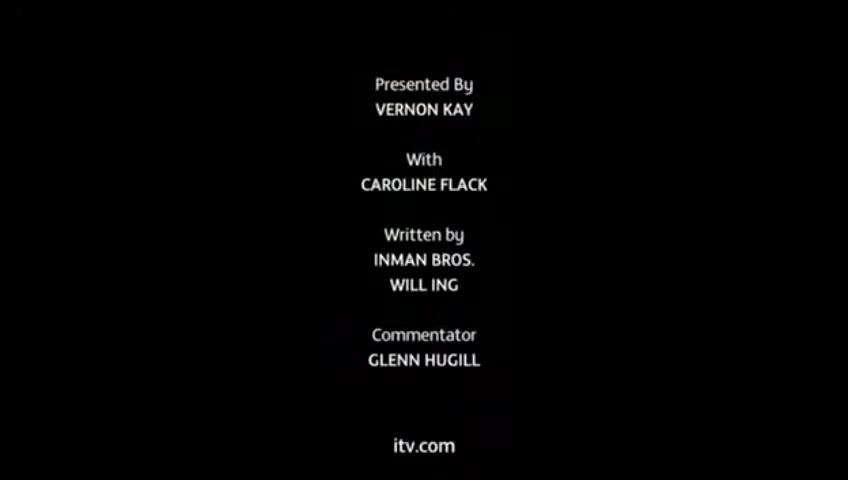 Presented By
VERNON KAY
With
CAROLINE FLACK
Written by
INMAN BROS.
WILL ING
Commentator
GLENN HUGILL
itv.com